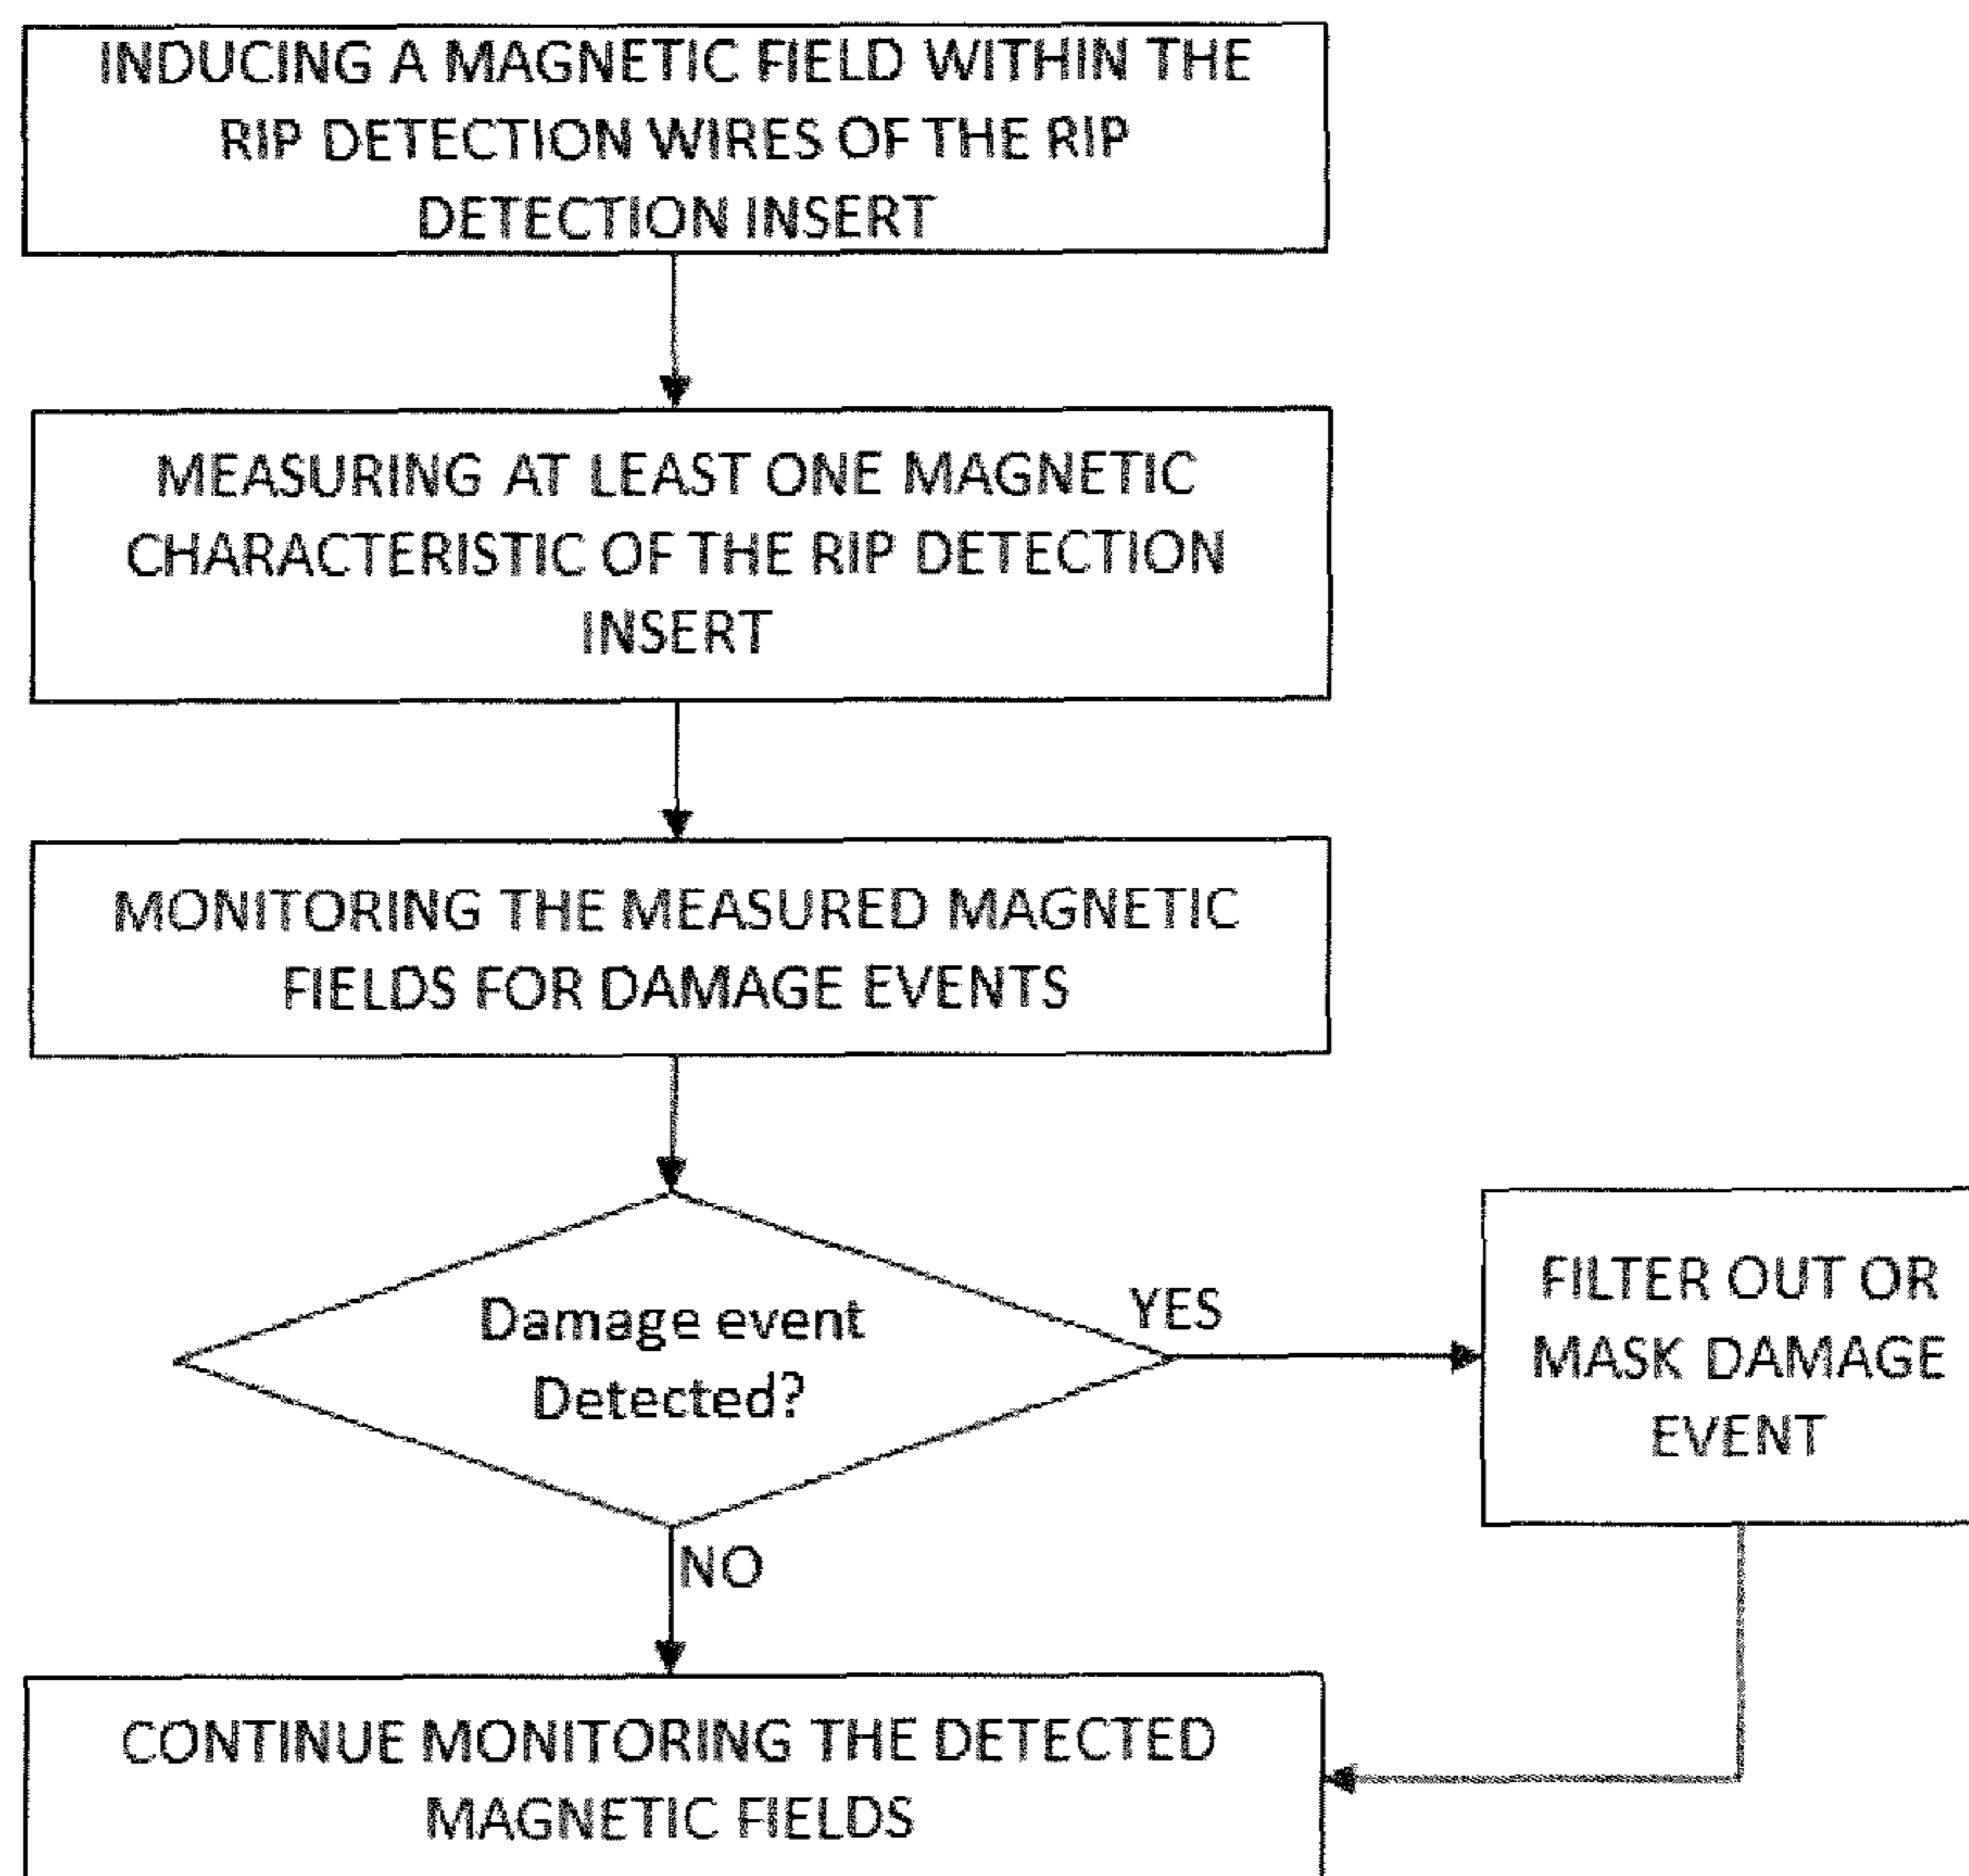 INDUCING A MAGNETIC FIELD WITHIN THE
RIP DETECTION WIRES OF THE RIP
DETECTION INSERT
MEASURING AT LEAST ONE MAGNETIC
CHARACTERISTIC OF THE RIP DETECTION
INSERT
MONITORING THE MEASURED MAGNETIC
FIELDS FOR DAMAGE EVENTS
Damage event
Detected?
YES
FILTER OUT OR
MASK DAMAGE
EVENT
NO
CONTINUE MONITORING THE DETECTED
MAGNETIC FIELDS